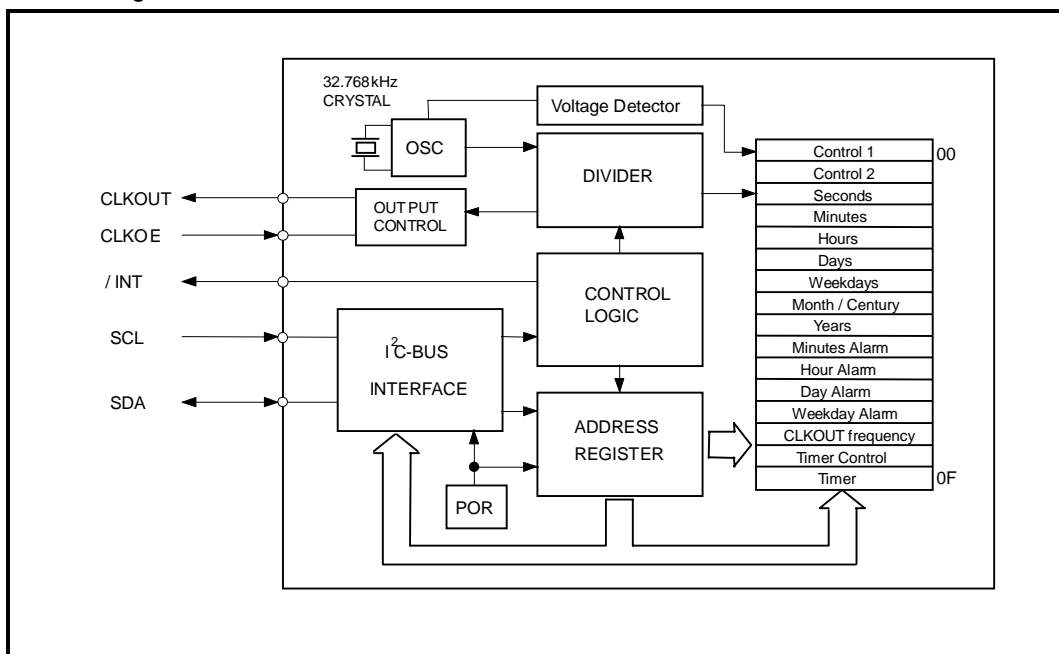 32.768kHz
CRYSTAL
OSC
Voltage Detector
DIVIDER
OUTPUT
CONTROL
CLKOUT
CLKOE
/ INT
SCL
SDA
CONTROL
LOGIC
I2C-BUS
INTERFACE
ADDRESS
REGISTER
POR
Control 1 00
Control 2
Seconds
Minutes
Hours
Days
Weekdays
Month / Century
Years
Minutes Alarm
Hour Alarm
Day Alarm
Weekday Alarm
CLKOUT frequency
Timer Control
Timer 0F